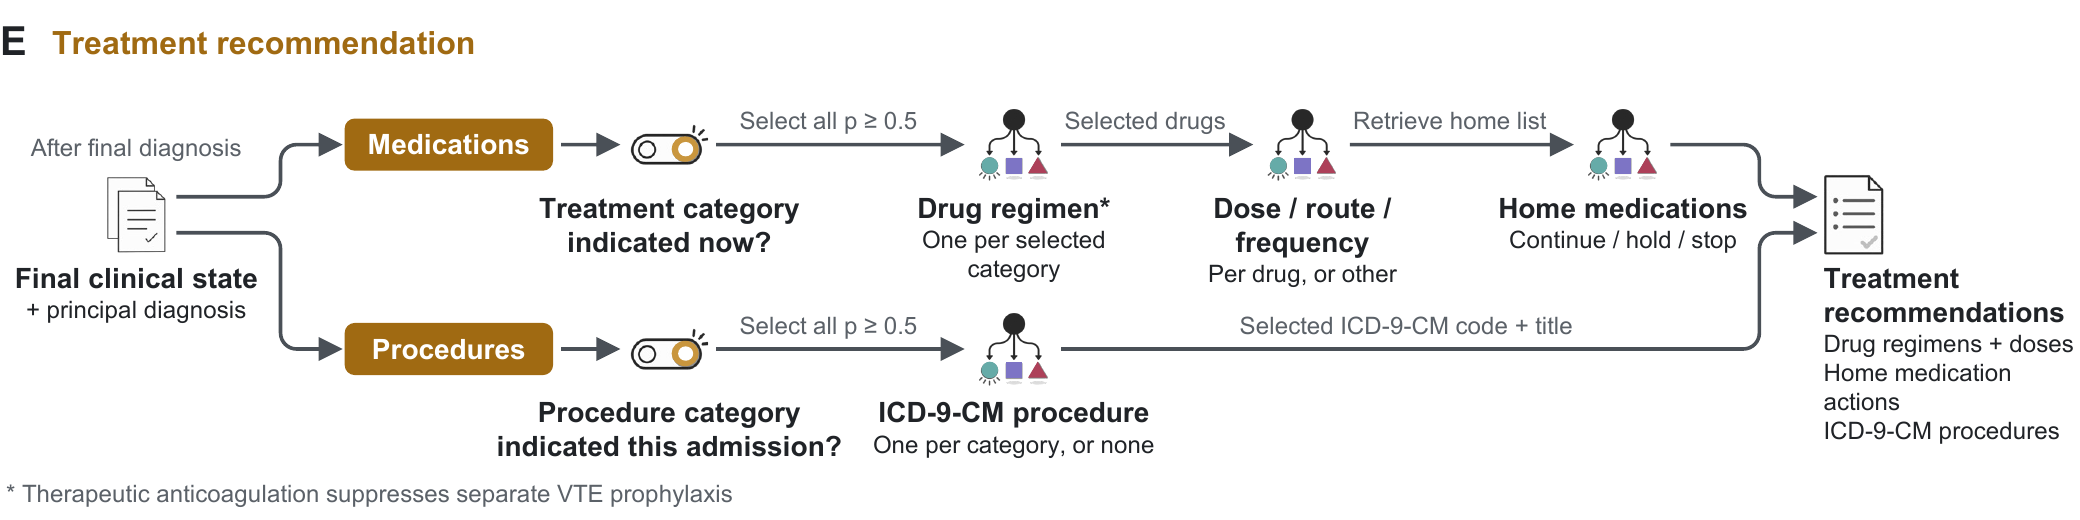 E Treatment recommendation
After final diagnosis
Final clinical state
+ principal diagnosis
Medications
Treatment category
indicated now?
Select all p ≥ 0.5
Drug regimen*
One per selected
category
Selected drugs
Dose / route /
frequency
Per drug, or other
Retrieve home list
Home medications
Continue / hold / stop
Procedures
Procedure category
indicated this admission?
Select all p ≥ 0.5
ICD-9-CM procedure
One per category, or none
Selected ICD-9-CM code + title
Treatment
recommendations
Drug regimens + doses
Home medication
actions
ICD-9-CM procedures
* Therapeutic anticoagulation suppresses separate VTE prophylaxis